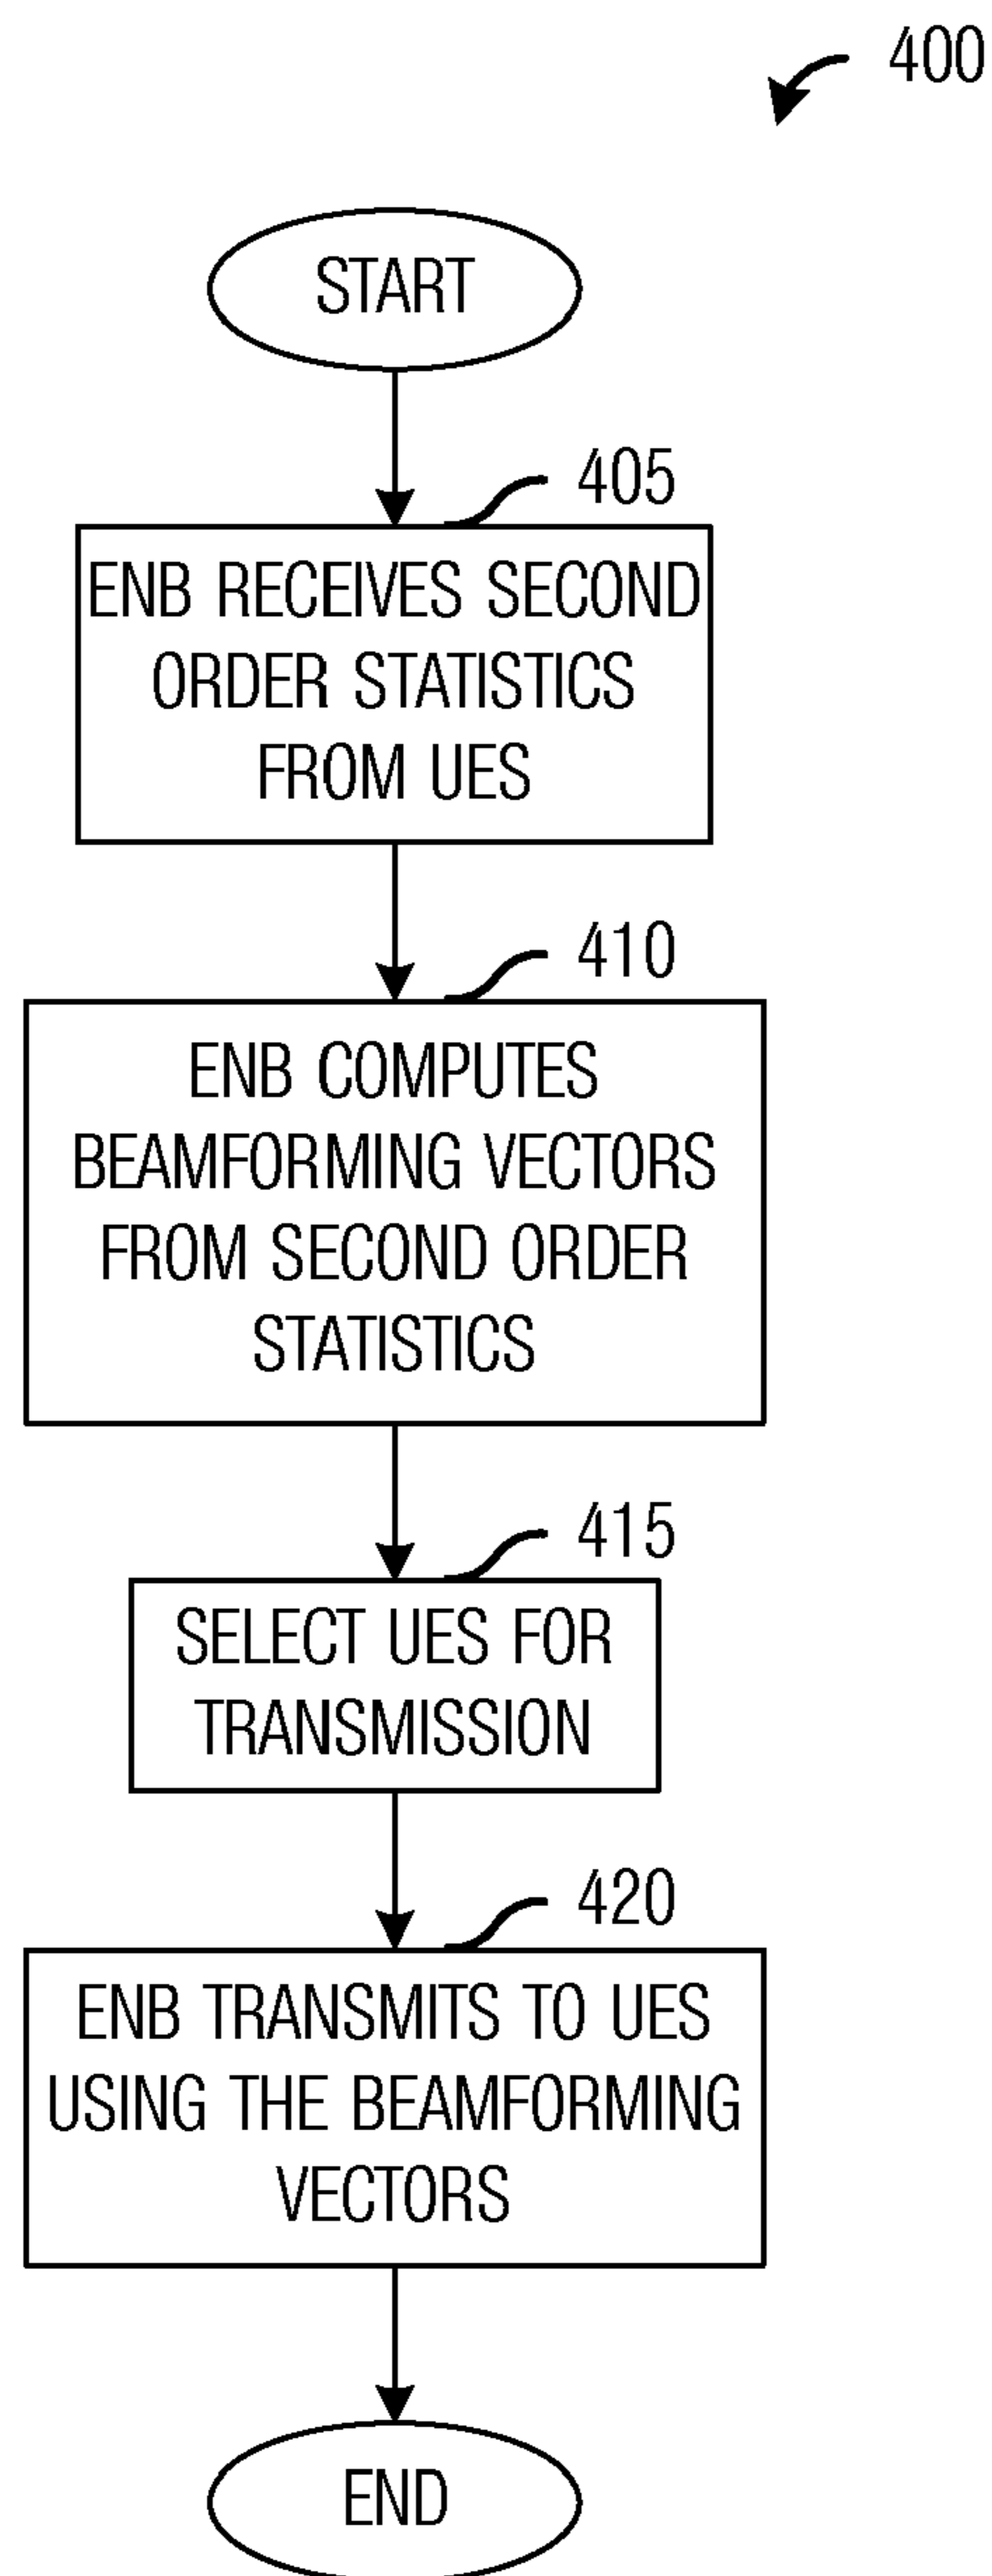 400
START
405
ENB RECEIVES SECOND
ORDER STATISTICS
FROM UES
410
ENB COMPUTES
BEAMFORMING VECTORS
FROM SECOND ORDER
STATISTICS
415
SELECT UES FOR
TRANSMISSION
420
ENB TRANSMITS TO UES
USING THE BEAMFORMING
VECTORS
END